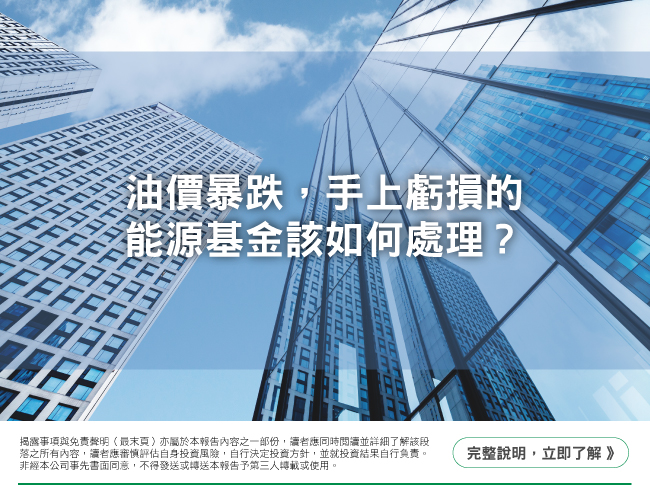 油價暴跌，手上虧損的
能源基金該如何處理？
揭露事項與免責聲明（最末頁）亦屬於本報告內容之一部份，讀者應同時閱讀並詳細了解該段
落之所有內容，讀者應審慎評估自身投資風險，自行決定投資方針，並就投資結果自行負責。
非經本公司事先書面同意，不得發送或轉送本報告予第三人轉載或使用。
完整說明，立即了解 》